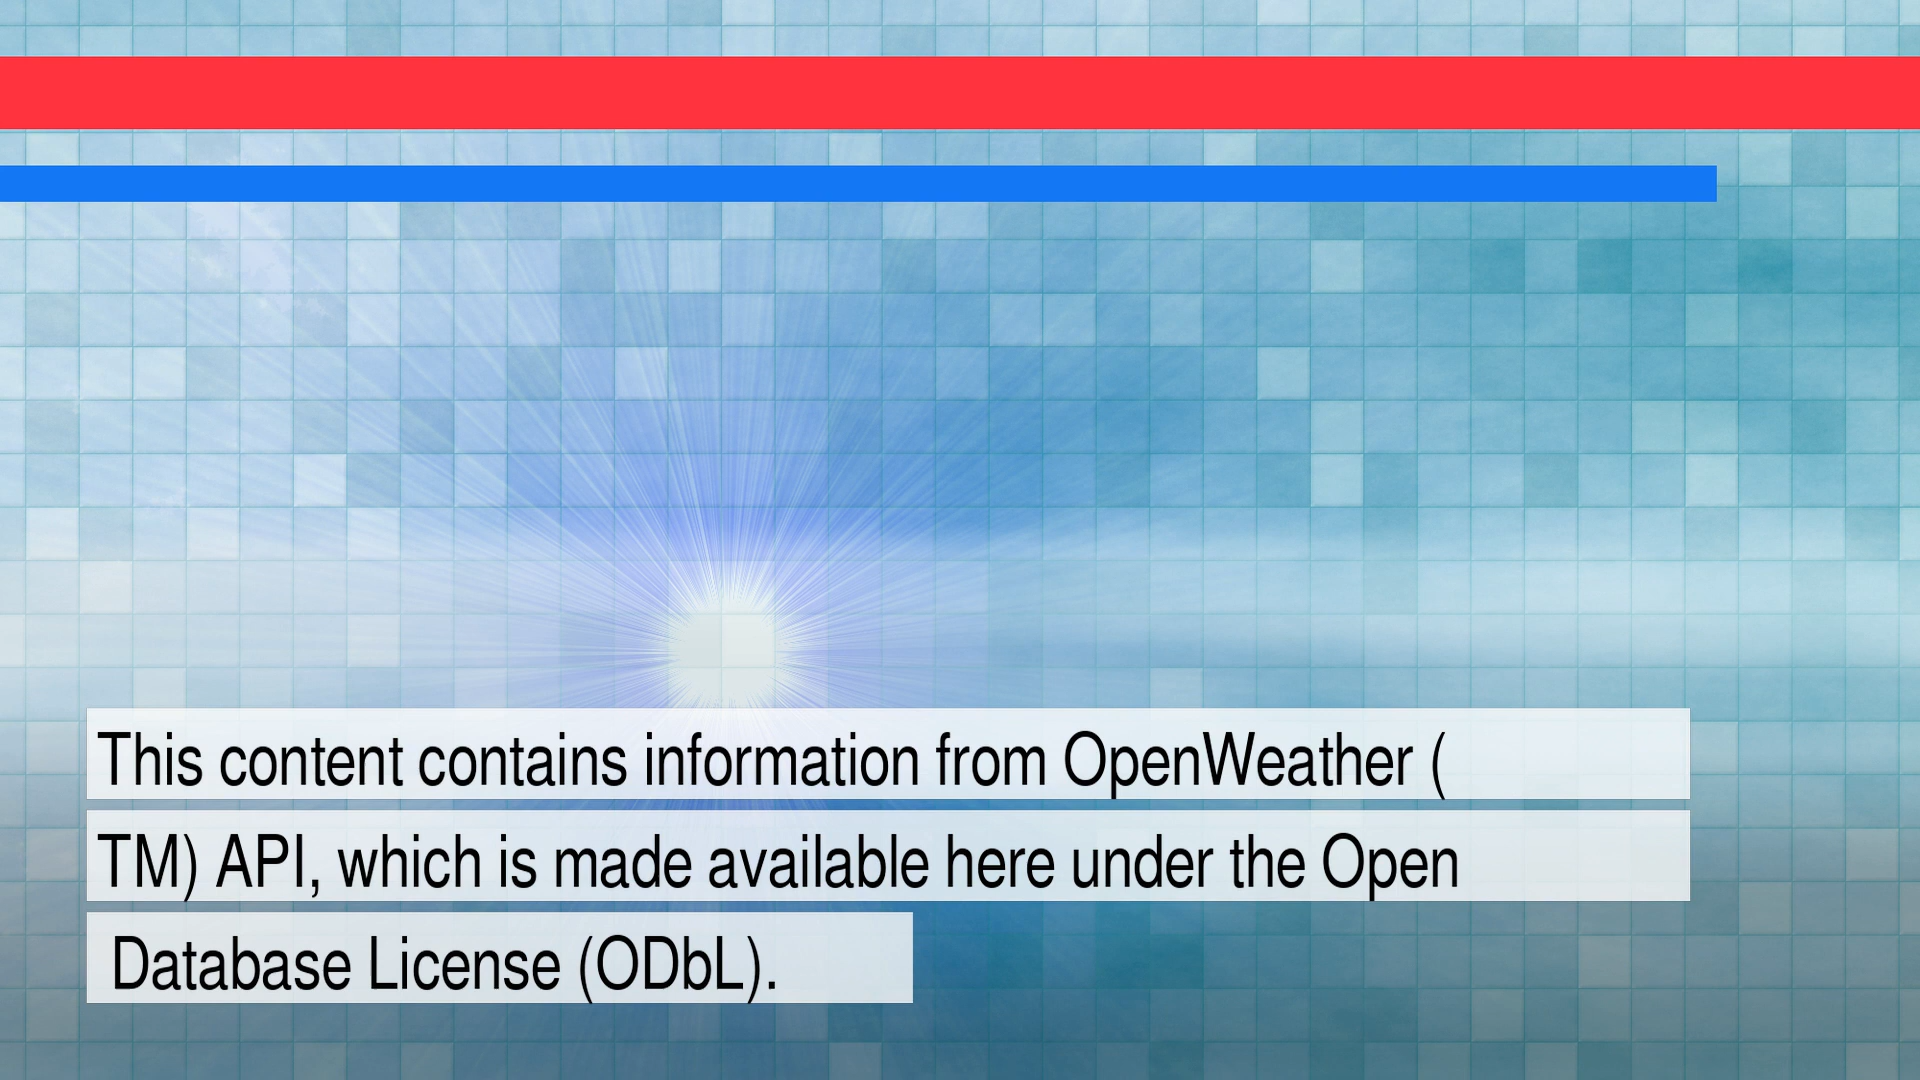 This content contains information from OpenWeather (
TM) API, which is made available here under the Open
Database License (ODbL).